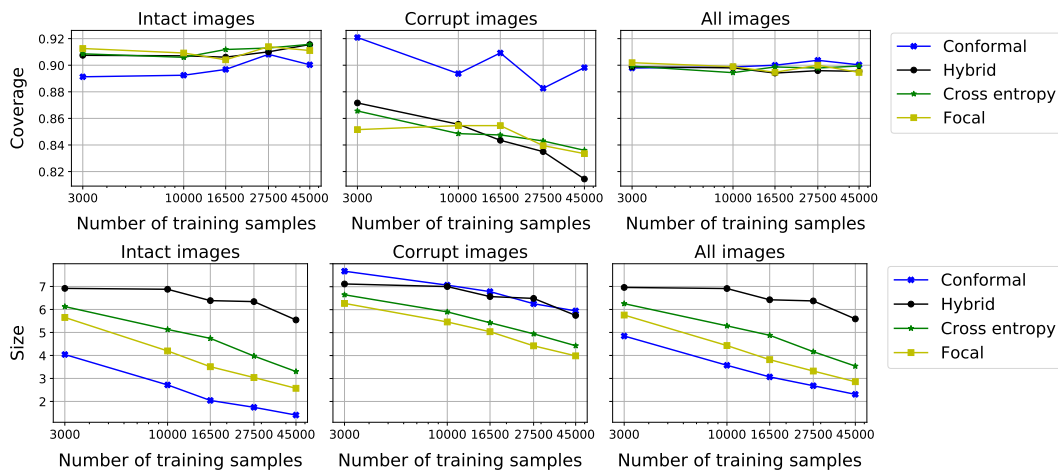 Intact images
Corrupt images
All images
Coverage
0.92
0.90
0.88
0.86
0.84
0.82
3000 10000 16500 27500 45000
3000 10000 16500 27500 45000
3000 10000 16500 27500 45000
Number of training samples
Number of training samples
Number of training samples
Conformal
Hybrid
Cross entropy
Focal
Intact images
Corrupt images
All images
Size
7
6
5
4
3
2
3000 10000 16500 27500 45000
3000 10000 16500 27500 45000
3000 10000 16500 27500 45000
Number of training samples
Number of training samples
Number of training samples
Conformal
Hybrid
Cross entropy
Focal